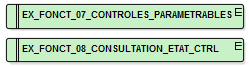 EX_FONCT_07_CONTROLES_PARAMETRABLES
EX_FONCT_08_CONSULTATION_ETAT_CTRL